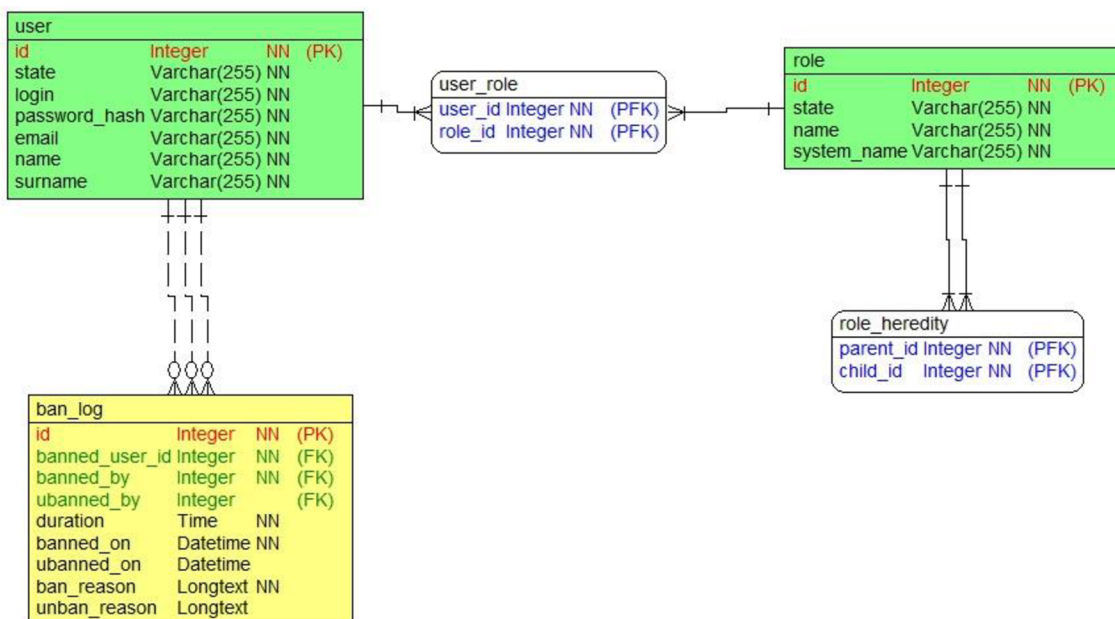 user
id Integer NN (PK)
state Varchar(255) NN
login Varchar(255) NN
password_hash Varchar(255) NN
email Varchar(255) NN
name Varchar(255) NN
surname Varchar(255) NN
user_role
user_id Integer NN (PFK)
role_id Integer NN (PFK)
role
id Integer NN (PK)
state Varchar(255) NN
name Varchar(255) NN
system_name Varchar(255) NN
role_heredity
parent_id Integer NN (PFK)
child_id Integer NN (PFK)
ban_log
id Integer NN (PK)
banned_user_id Integer NN (FK)
banned_by Integer NN (FK)
ubanned_by Integer (FK)
duration Time NN
banned_on Datetime NN
ubanned_on Datetime
ban_reason Longtext NN
unban_reason Longtext